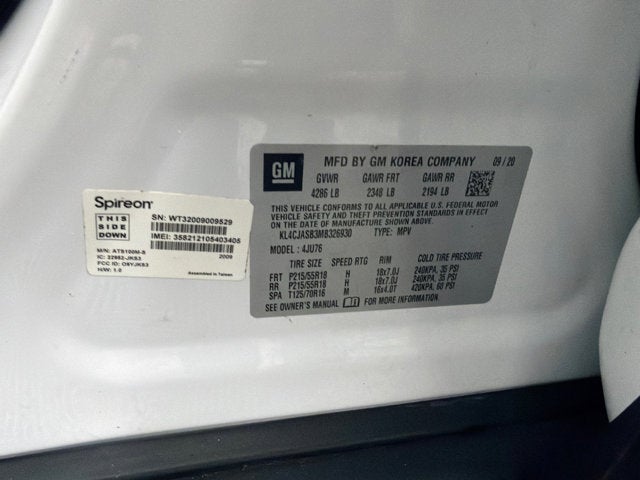 Spireon
SN: WT32009009529
THIS
SIDE
DOWN
IMEI: 358212105403405
M/N: ATS100M-S
2009
IC: 32982-JKS3
FCC ID: O8YJKS3
H/W: 1.0
Assembled in Taiwan
GM
MFD BY GM KOREA COMPANY 09/20
GVWR GAWR FRT GAWR RR
4286 LB 2348 LB 2194 LB
THIS VEHICLE CONFORMS TO ALL APPLICABLE U.S. FEDERAL MOTOR
VEHICLE SAFETY, BUMPER, AND THEFT PREVENTION STANDARDS IN EFFECT ON THE
DATE OF MANUFACTURE SHOWN ABOVE.
KL4CJASB3MB326930 TYPE: MPV
MODEL: 4JU76
TIRE SIZE SPEED RTG RIM COLD TIRE PRESSURE
FRT P215/55R18 H 18x7.0J 240KPA, 35 PSI
RR P215/55R18 H 18x7.0J 240KPA, 35 PSI
SPA T125/70R16 M 16x4.0T 420KPA, 60 PSI
SEE OWNER'S MANUAL FOR MORE INFORMATION.